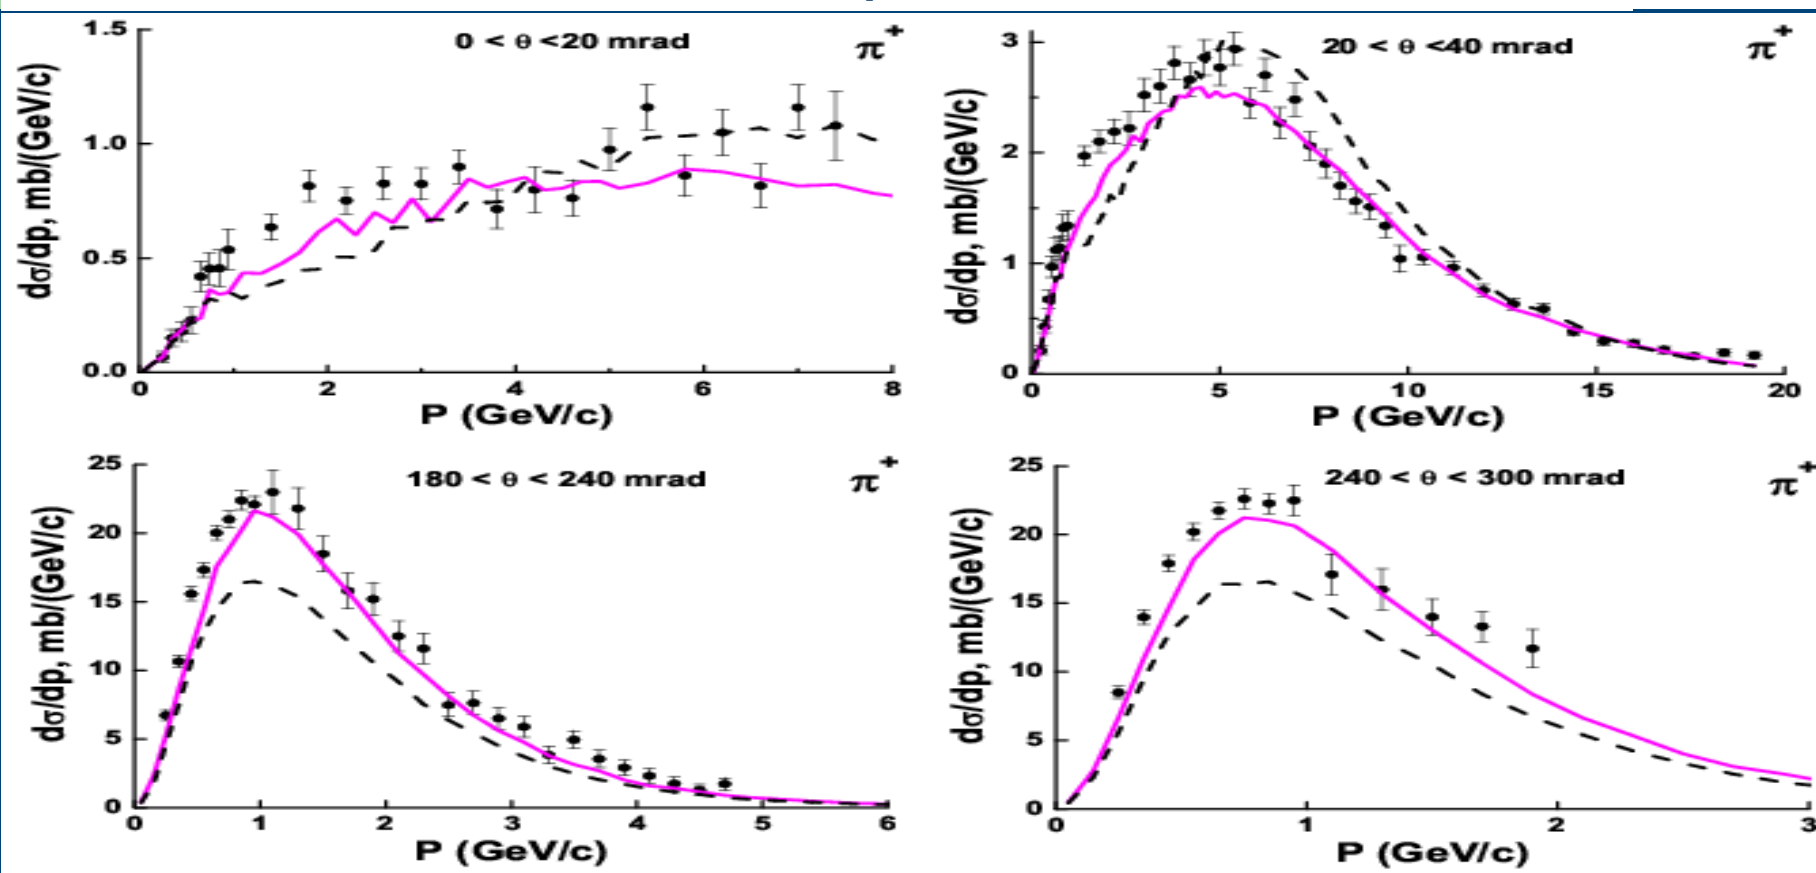 0 < θ <20 mrad
π+
dσ/dp, mb/(GeV/c)
1.5
1.0
0.5
0.0
0 2 4 6 8
P (GeV/c)
20 < θ <40 mrad
π+
dσ/dp, mb/(GeV/c)
3
2
1
0
0 5 10 15 20
P (GeV/c)
180 < θ < 240 mrad
π+
dσ/dp, mb/(GeV/c)
25
20
15
10
5
0
0 1 2 3 4 5 6
P (GeV/c)
240 < θ < 300 mrad
π+
dσ/dp, mb/(GeV/c)
25
20
15
10
5
0
0 1 2 3
P (GeV/c)